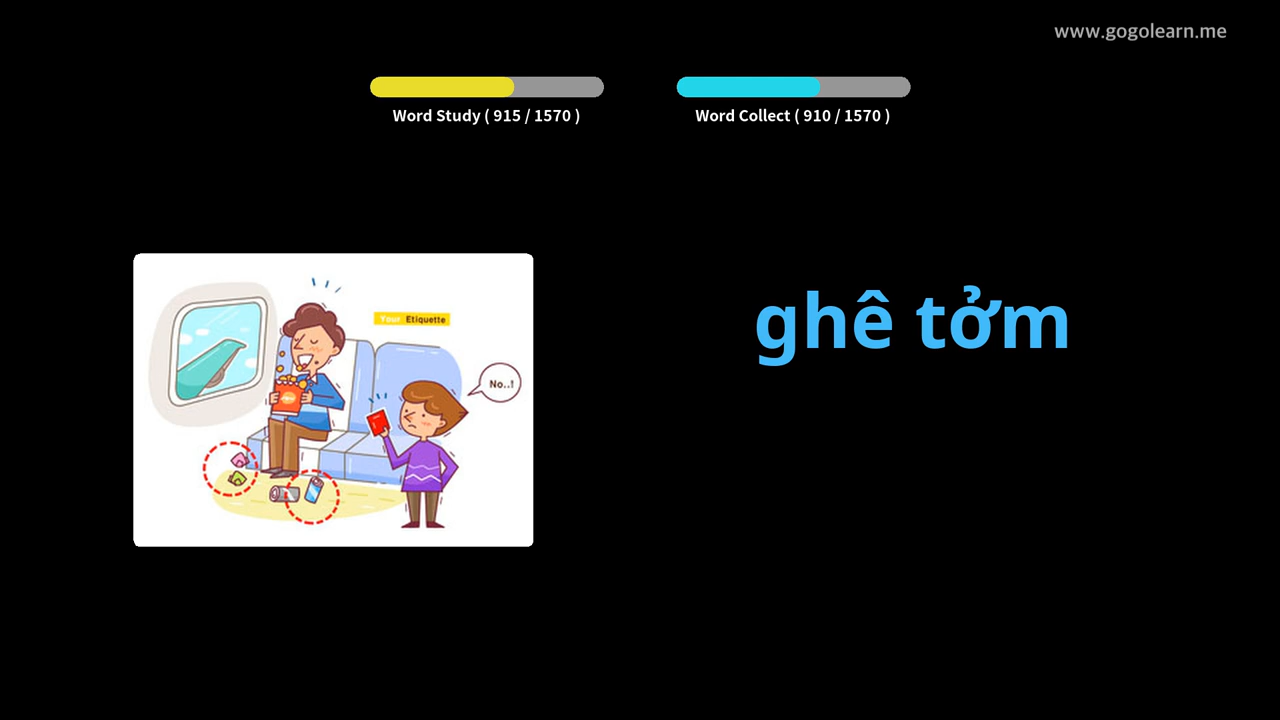 www.gogolearn.me
Word Study ( 915 / 1570 )
Word Collect ( 910 / 1570 )
Your Etiquette
No..!
ghê tởm